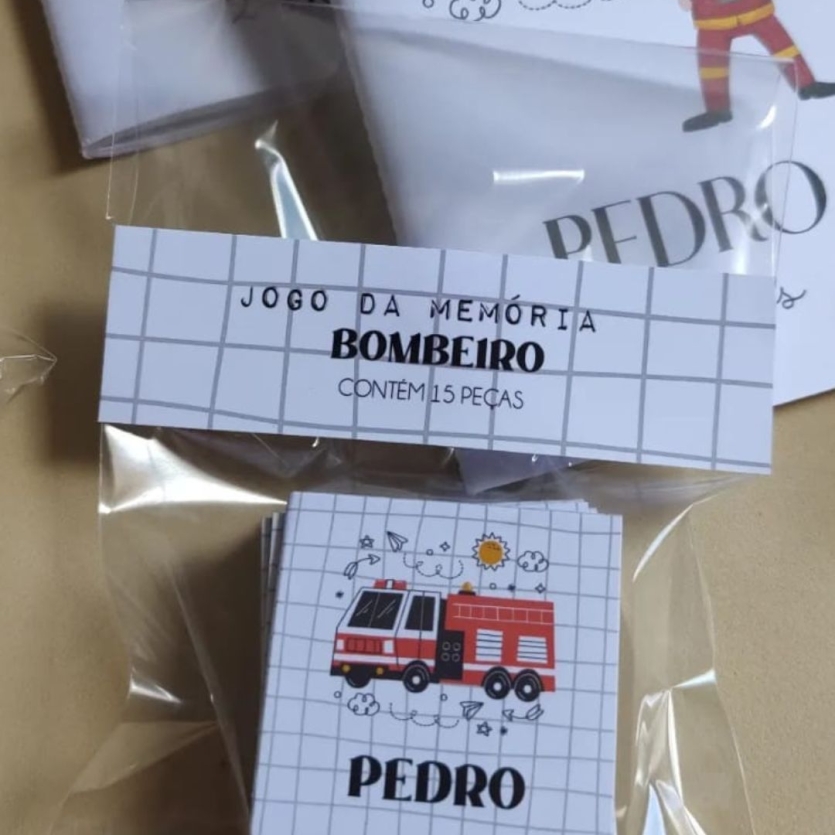 PEDRO
JOGO DA MEMÓRIA
BOMBEIRO
CONTÉM 15 PEÇAS
PEDRO